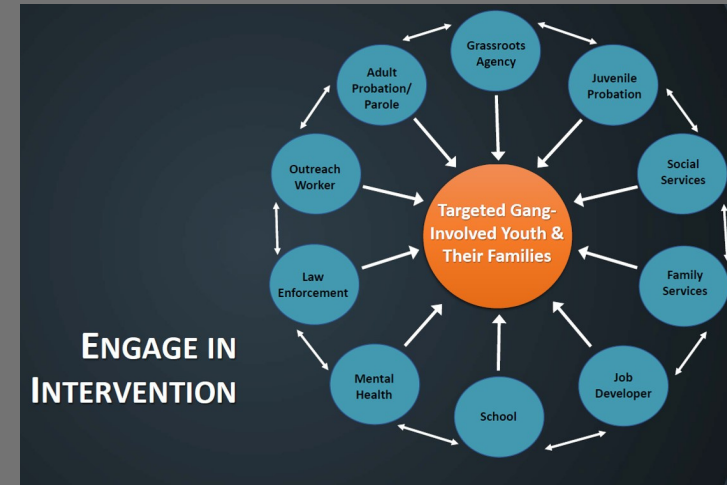 Grassroots
Agency
Adult
Probation/
Parole
Juvenile
Probation
Outreach
Worker
Social
Services
Targeted Gang-
Involved Youth &
Their Families
Law
Enforcement
Family
Services
ENGAGE IN
INTERVENTION
Mental
Health
School
Job
Developer